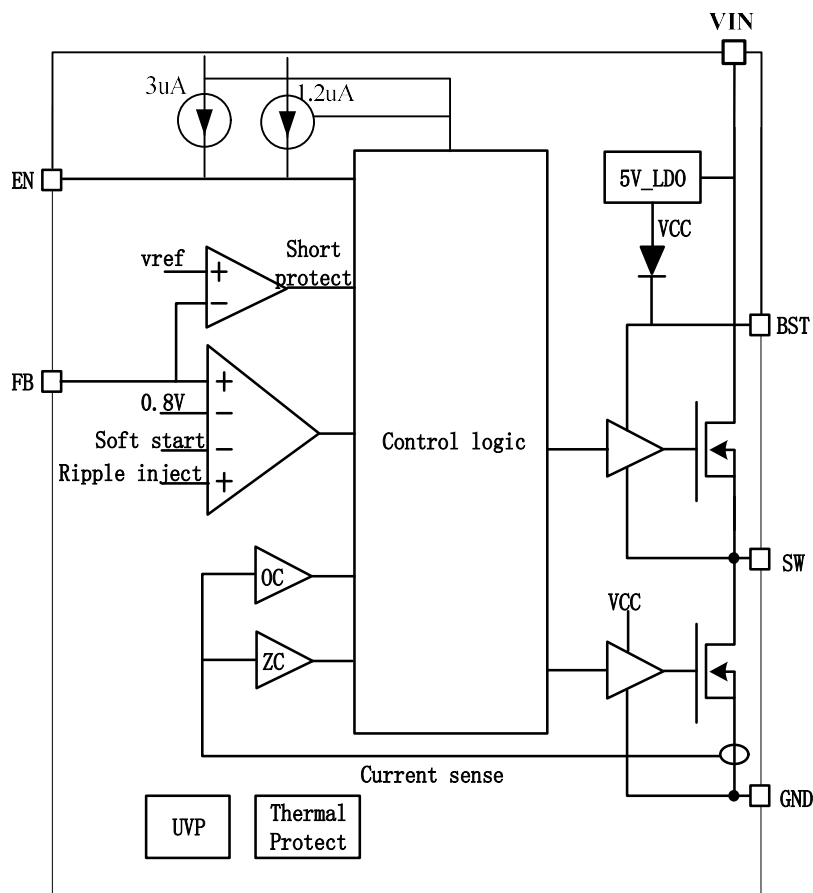 VIN
3uA
1.2uA
EN
5V_LDO
VCC
vref
+
−
Short
protect
BST
FB
+
0.8V
−
Soft start
−
Ripple inject
+
Control logic
OC
SW
VCC
ZC
Current sense
GND
UVP
Thermal
Protect